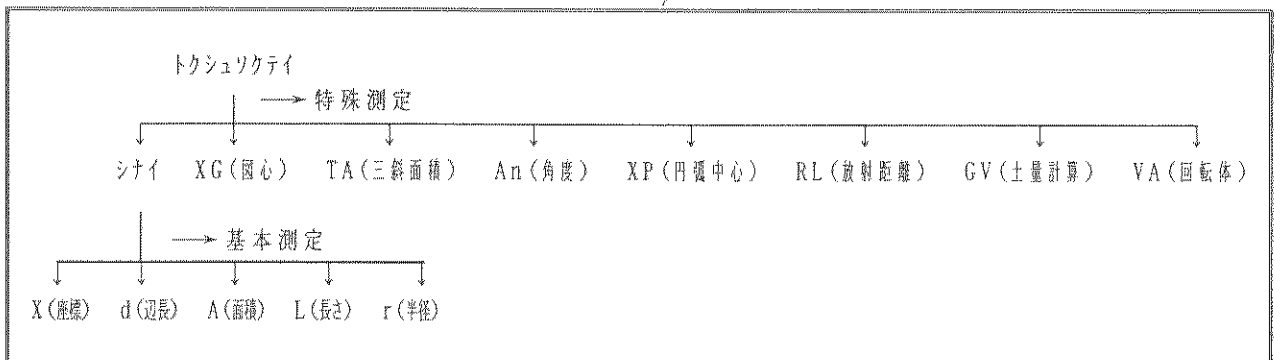 トクシュソクテイ
特殊測定
シナイ XG(図心) TA(三斜面積) An(角度) XP(円弧中心) RL(放射距離) GV(土量計算) VA(回転体)
基本測定
X(座標) d(辺長) A(面積) L(長さ) r(半径)